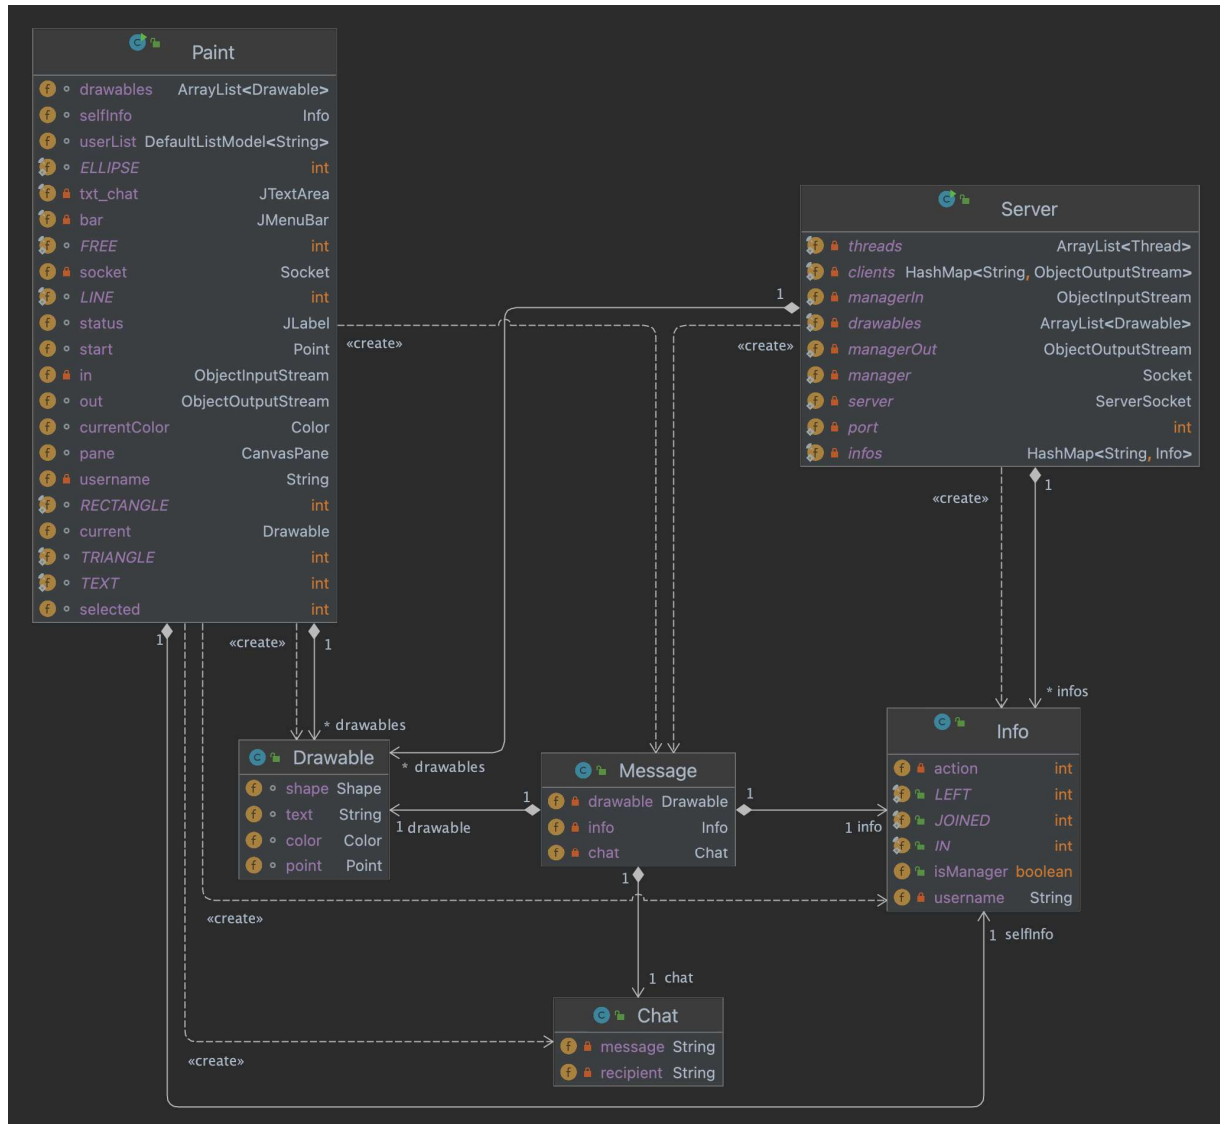 Paint
drawables ArrayList<Drawable>
selfInfo Info
userList DefaultListModel<String>
ELLIPSE int
txt_chat JTextArea
bar JMenuBar
FREE int
socket Socket
LINE int
status JLabel
start Point
in ObjectInputStream
out ObjectOutputStream
currentColor Color
pane CanvasPane
username String
RECTANGLE int
current Drawable
TRIANGLE int
TEXT int
selected int
Server
threads ArrayList<Thread>
clients HashMap<String, ObjectOutputStream>
managerIn ObjectInputStream
drawables ArrayList<Drawable>
managerOut ObjectOutputStream
manager Socket
server ServerSocket
port int
infos HashMap<String, Info>
1
«create»
«create»
«create»
1
1
«create»
1
* infos
* drawables
* drawables
Drawable
shape Shape
text String
color Color
point Point
1
1 drawable
Message
drawable Drawable
info Info
chat Chat
1
1 info
Info
action int
LEFT int
JOINED int
IN int
isManager boolean
username String
1
«create»
1 selfInfo
1 chat
Chat
message String
recipient String
«create»